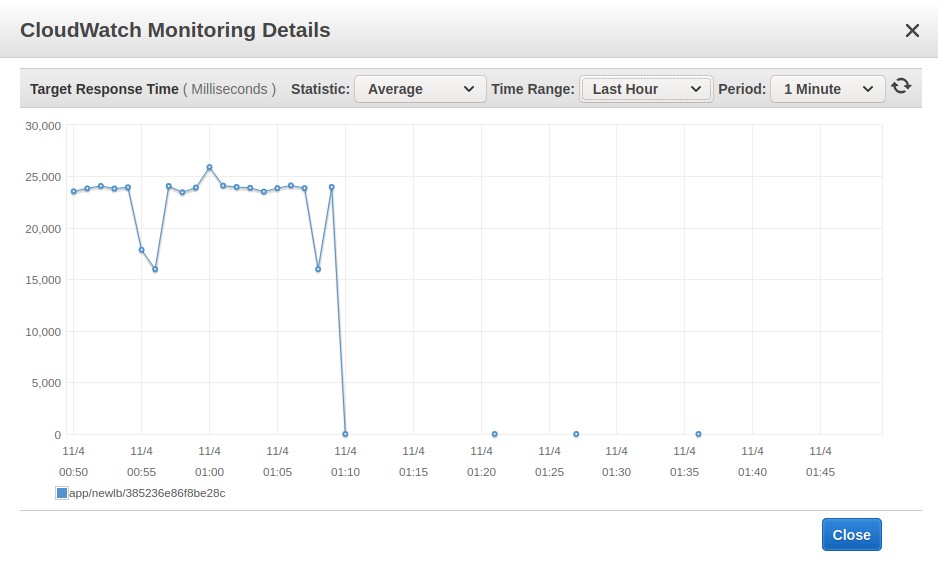 CloudWatch Monitoring Details
Target Response Time ( Milliseconds ) Statistic: Average Time Range: Last Hour Period: 1 Minute
30,000
25,000
20,000
15,000
10,000
5,000
0
11/4 11/4 11/4 11/4 11/4 11/4 11/4 11/4 11/4 11/4 11/4 11/4
00:50 00:55 01:00 01:05 01:10 01:15 01:20 01:25 01:30 01:35 01:40 01:45
app/newlb/385236e86f8be28c
Close